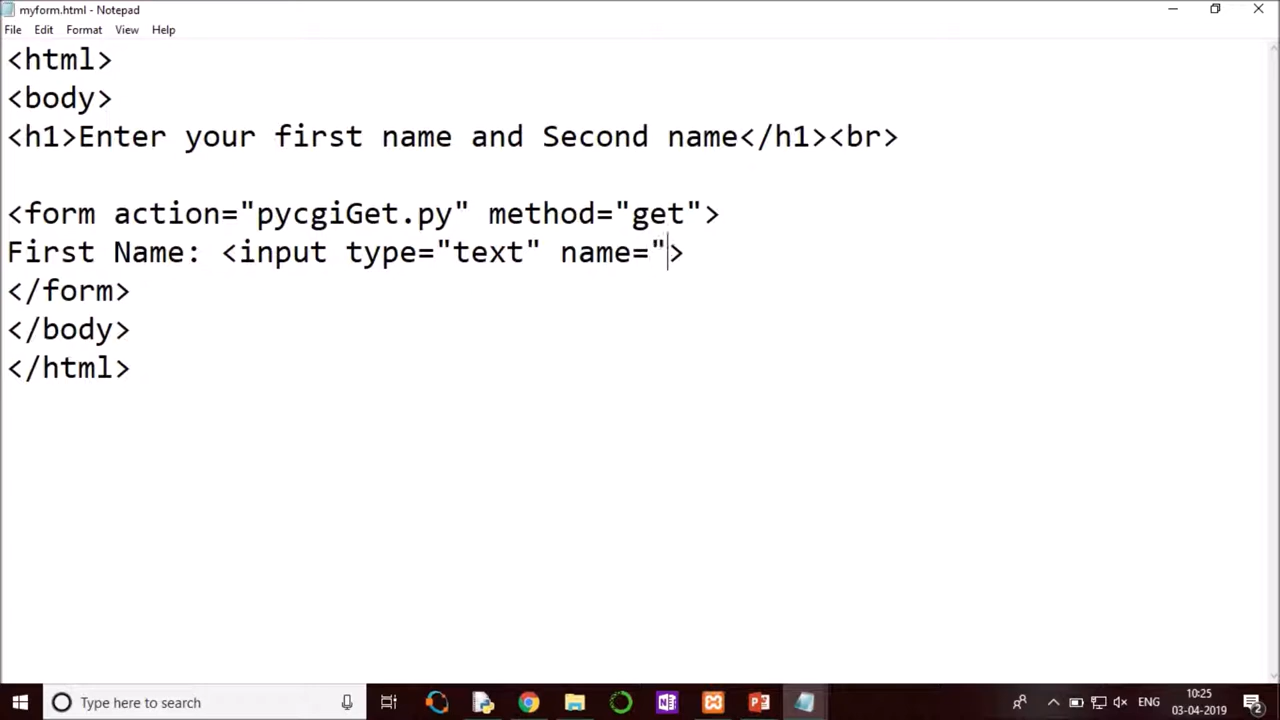 myform.html - Notepad
File Edit Format View Help
<html>
<body>
<h1>Enter your first name and Second name</h1><br>
<form action="pycgiGet.py" method="get">
First Name: <input type="text" name=">
</form>
</body>
</html>
Type here to search
ENG
10:25
03-04-2019
2